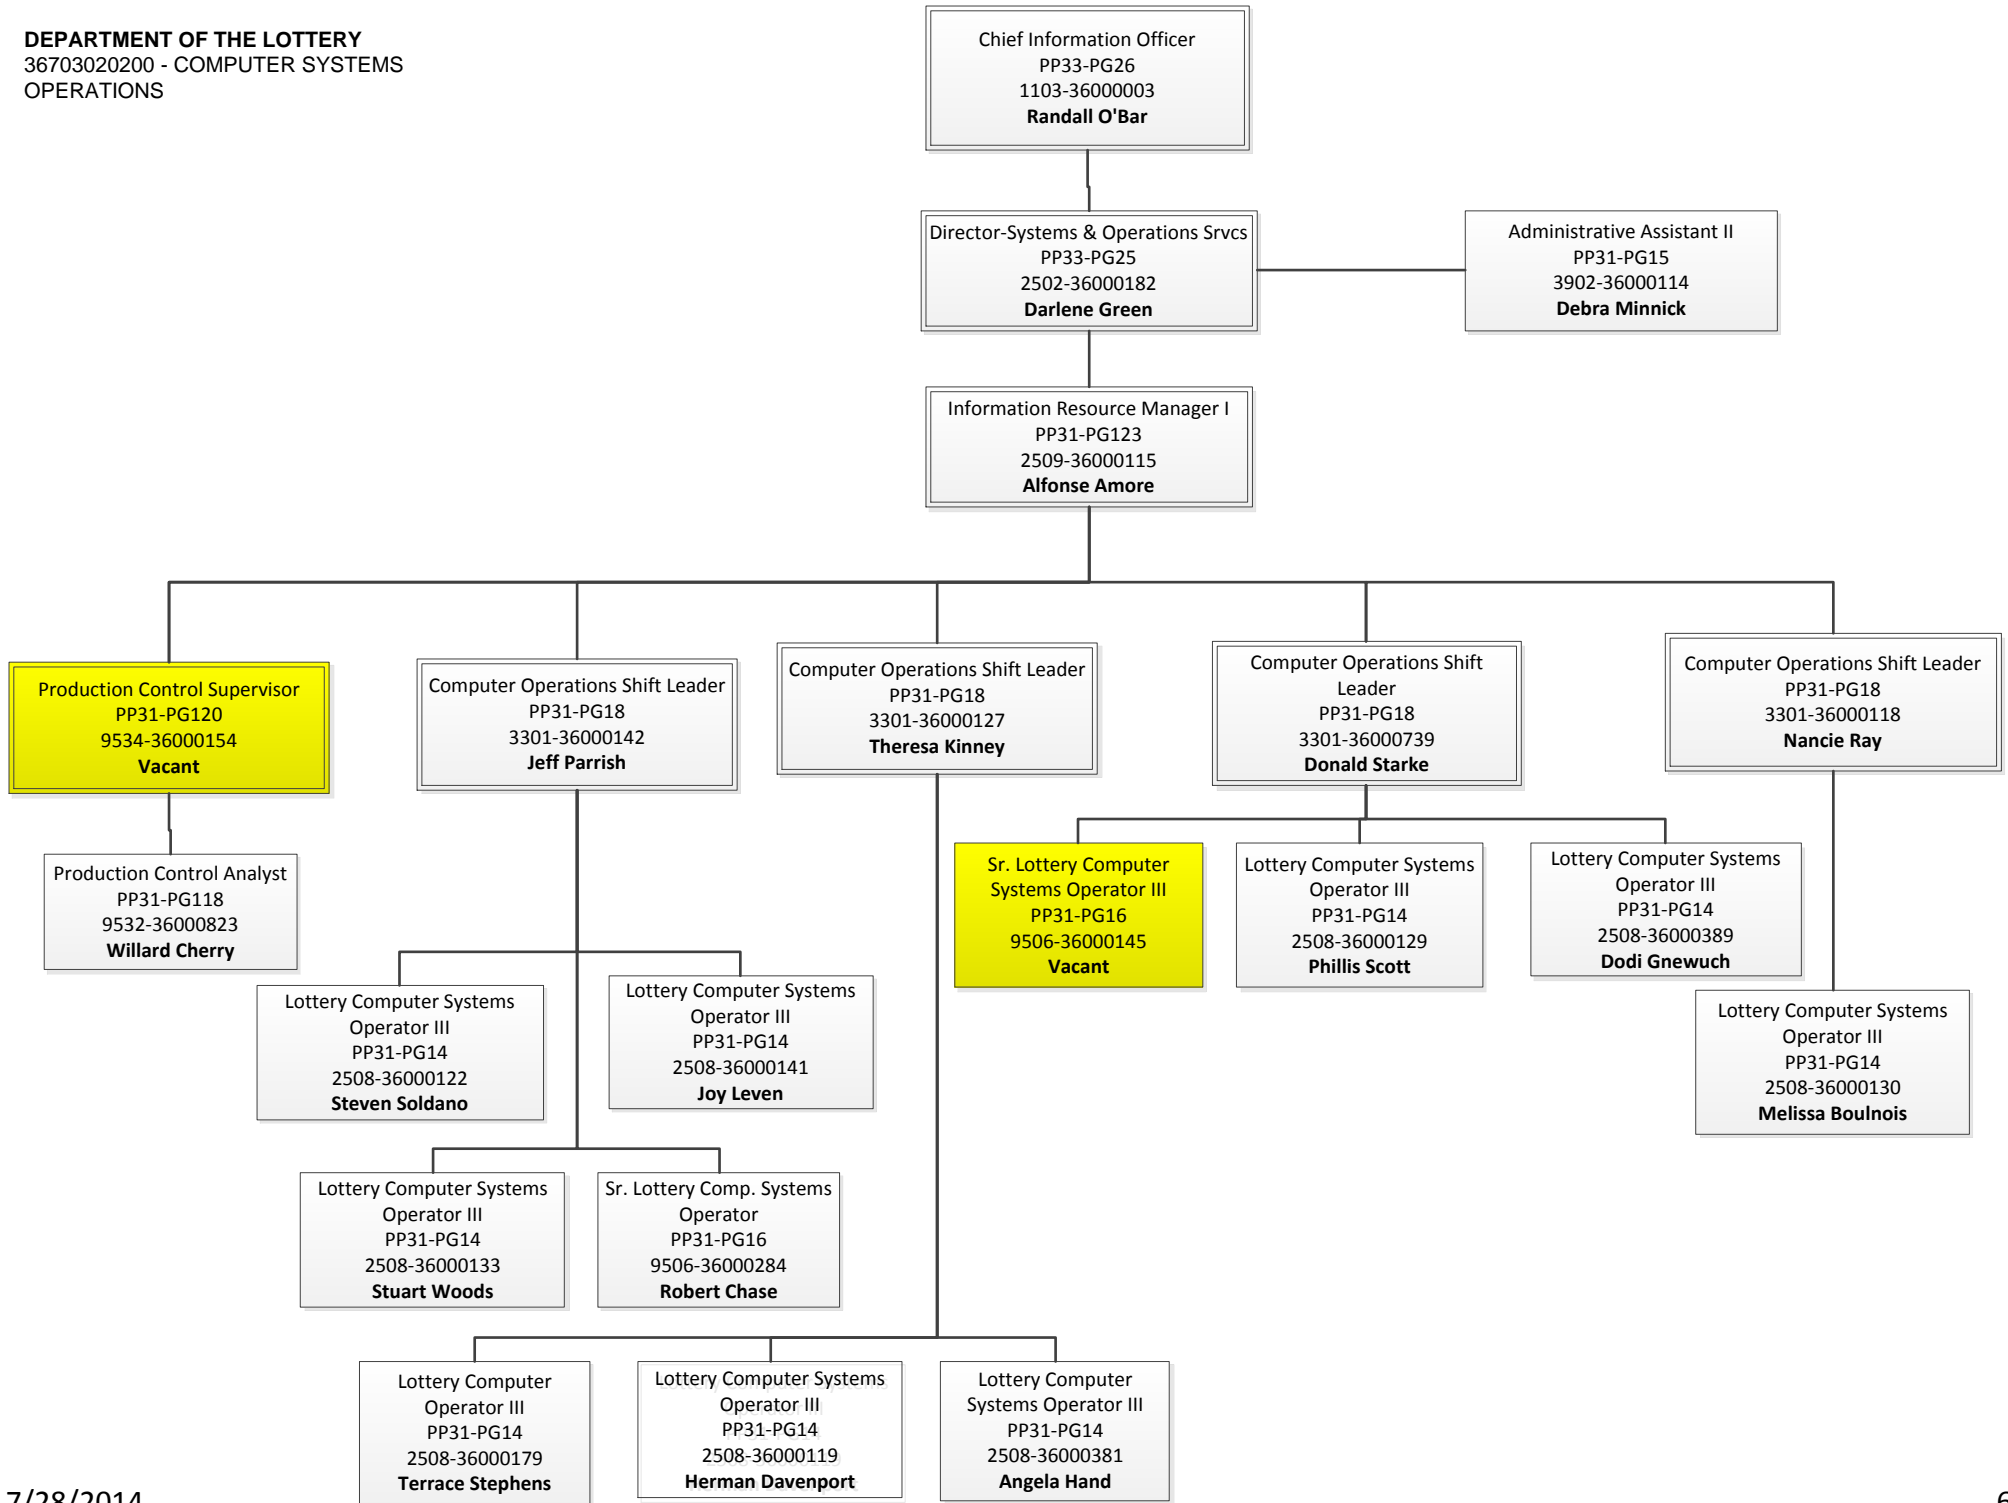 DEPARTMENT OF THE LOTTERY
36703020200 - COMPUTER SYSTEMS
OPERATIONS
Chief Information Officer
PP33-PG26
1103-36000003
Randall O'Bar
Director-Systems & Operations Srvcs
PP33-PG25
2502-36000182
Darlene Green
Administrative Assistant II
PP31-PG15
3902-36000114
Debra Minnick
Information Resource Manager I
PP31-PG123
2509-36000115
Alfonse Amore
Production Control Supervisor
PP31-PG120
9534-36000154
Vacant
Computer Operations Shift Leader
PP31-PG18
3301-36000142
Jeff Parrish
Computer Operations Shift Leader
PP31-PG18
3301-36000127
Theresa Kinney
Computer Operations Shift
Leader
PP31-PG18
3301-36000739
Donald Starke
Computer Operations Shift Leader
PP31-PG18
3301-36000118
Nancie Ray
Production Control Analyst
PP31-PG118
9532-36000823
Willard Cherry
Sr. Lottery Computer
Systems Operator III
PP31-PG16
9506-36000145
Vacant
Lottery Computer Systems
Operator III
PP31-PG14
2508-36000129
Phillis Scott
Lottery Computer Systems
Operator III
PP31-PG14
2508-36000389
Dodi Gnewuch
Lottery Computer Systems
Operator III
PP31-PG14
2508-36000122
Steven Soldano
Lottery Computer Systems
Operator III
PP31-PG14
2508-36000141
Joy Leven
Lottery Computer Systems
Operator III
PP31-PG14
2508-36000130
Melissa Boulnois
Lottery Computer Systems
Operator III
PP31-PG14
2508-36000133
Stuart Woods
Sr. Lottery Comp. Systems
Operator
PP31-PG16
9506-36000284
Robert Chase
Lottery Computer
Operator III
PP31-PG14
2508-36000179
Terrace Stephens
Lottery Computer Systems
Operator III
PP31-PG14
2508-36000119
Herman Davenport
Lottery Computer
Systems Operator III
PP31-PG14
2508-36000381
Angela Hand
7/28/2014